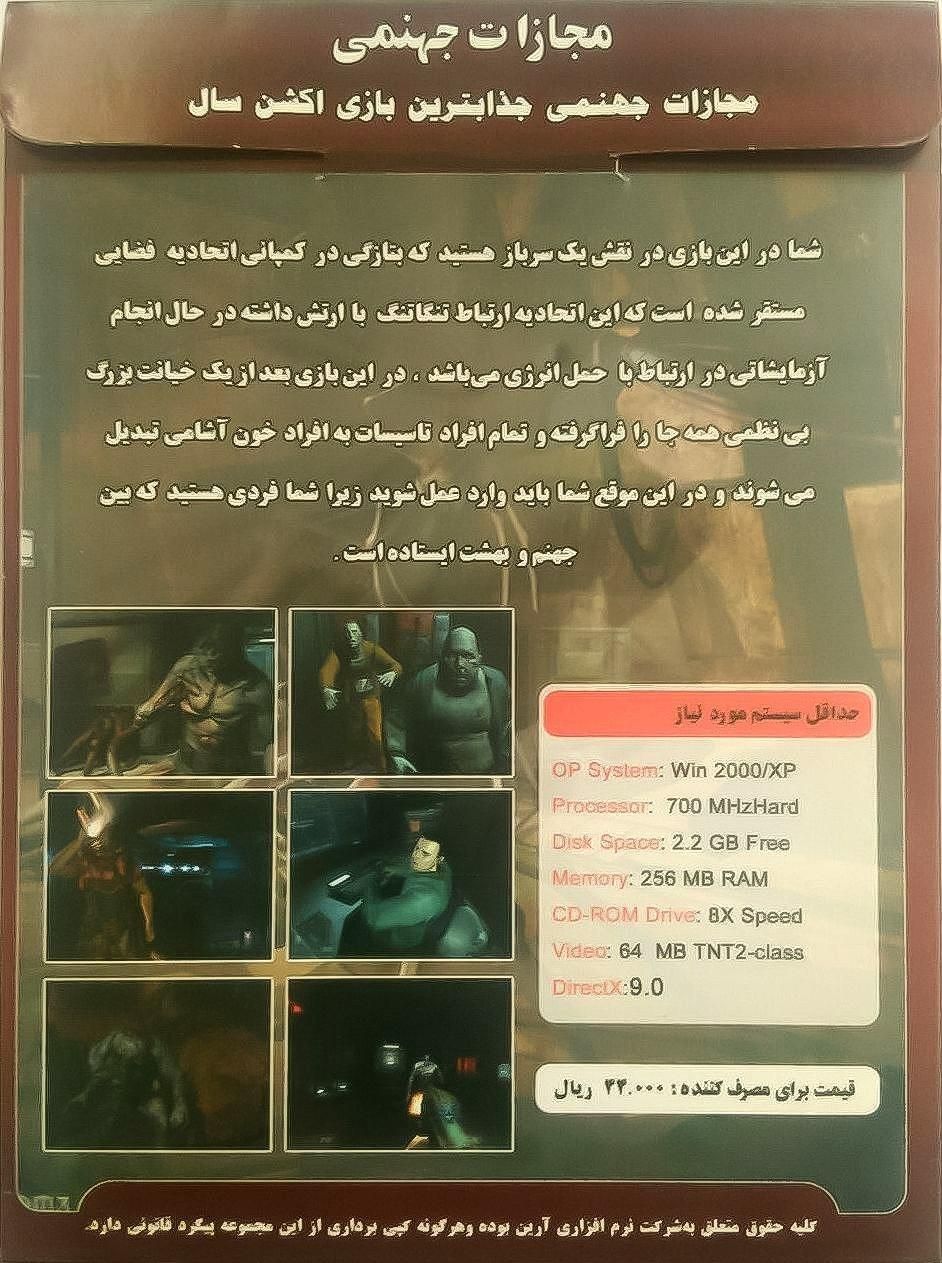 مجازات جهنمی
مجازات جهنمی جذابترین بازی اکشن سال
شما در این بازی در نقش یک سرباز هستید که بتازگی در کمپانی اتحادیه فضایی
مستقر شده است که این اتحادیه ارتباط تنگاتنگ با ارتش داشته در حال انجام
آزمایشاتی در ارتباط با حمل انرژی می‌باشد ، در این بازی بعد از یک خیانت بزرگ
بی نظمی همه جا را فراگرفته و تمام افراد تاسیسات به افراد خون آشامی تبدیل
می شوند و در این موقع شما باید وارد عمل شوید زیرا شما فردی هستید که بین
جهنم و بهشت ایستاده است .
حداقل سیستم مورد نیاز
OP System: Win 2000/XP
Processor: 700 MHzHard
Disk Space: 2.2 GB Free
Memory: 256 MB RAM
CD-ROM Drive: 8X Speed
Video: 64 MB TNT2-class
DirectX:9.0
قیمت برای مصرف کننده : ۴۴.۰۰۰ ریال
کلیه حقوق متعلق به‌شرکت نرم افزاری آرین بوده وهرگونه کپی برداری از این مجموعه پیگرد قانونی دارد.